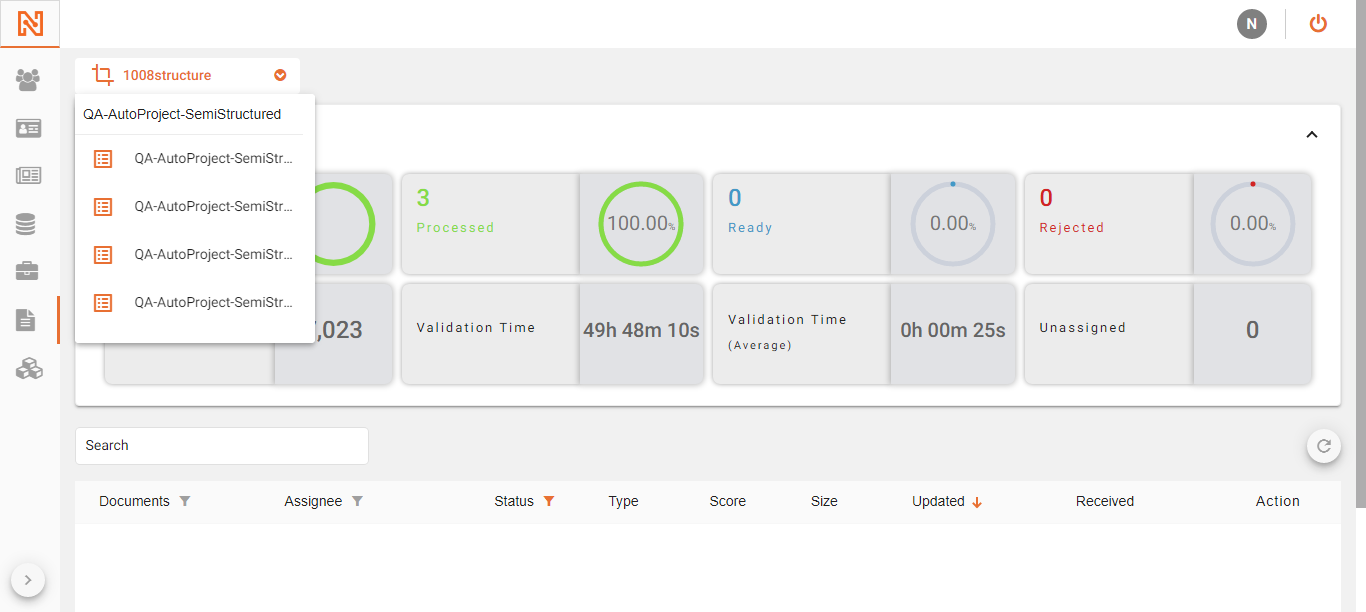 N
1008structure
QA-AutoProject-SemiStructured
QA-AutoProject-SemiStr...
QA-AutoProject-SemiStr...
QA-AutoProject-SemiStr...
QA-AutoProject-SemiStr...
3
Processed
100.00%
0
Ready
0.00%
0
Rejected
0.00%
,023
Validation Time
49h 48m 10s
Validation Time
(Average)
0h 00m 25s
Unassigned
0
Search
Documents Assignee Status Type Score Size Updated Received Action